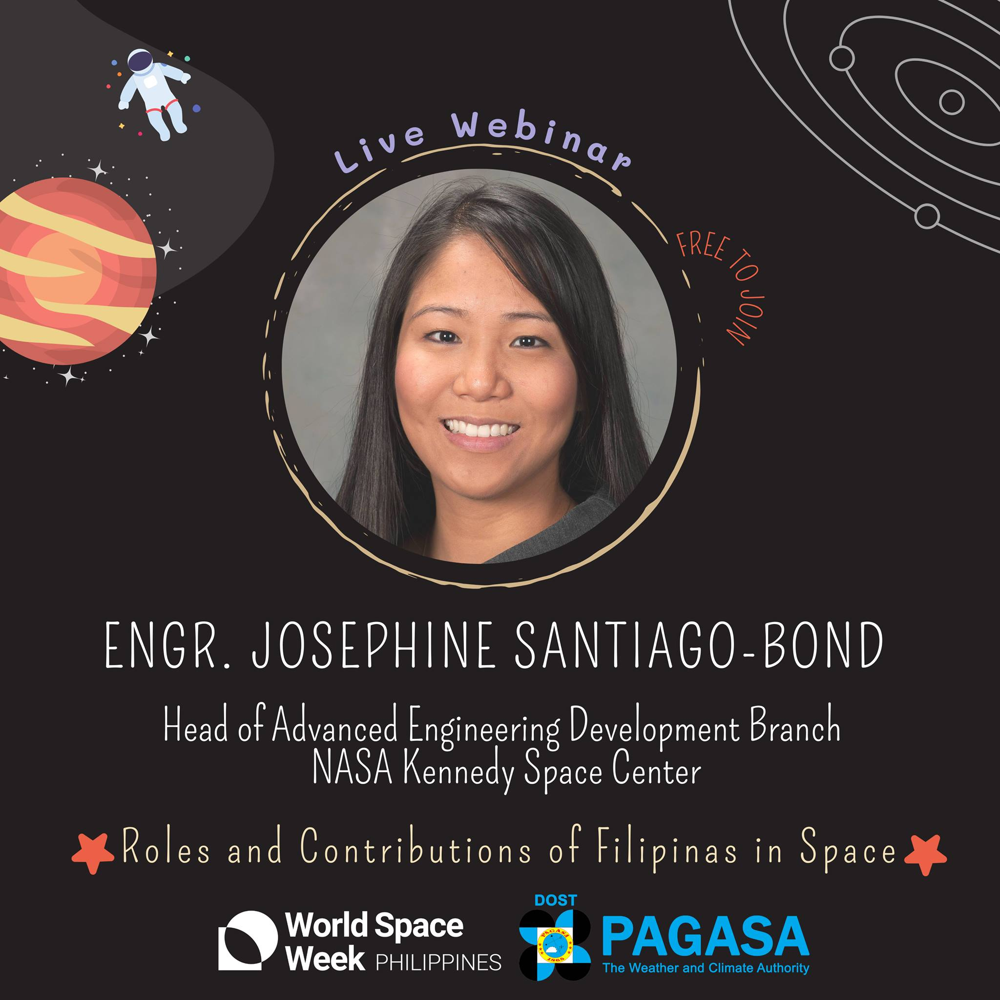 Live Webinar
FREE TO JOIN
ENGR. JOSEPHINE SANTIAGO-BOND
Head of Advanced Engineering Development Branch
NASA Kennedy Space Center
Roles and Contributions of Filipinas in Space
World Space
Week PHILIPPINES
DOST
PAGASA
1865
PAGASA
The Weather and Climate Authority